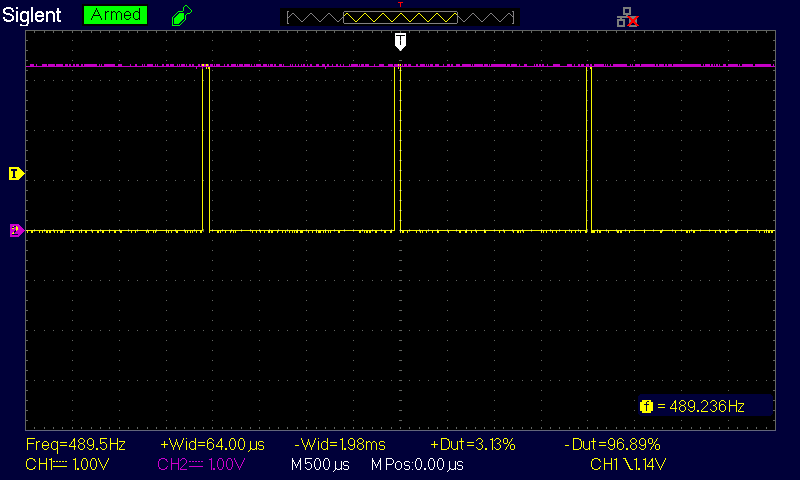 Siglent Armed
T
T
T
f = 489.236Hz
Freq=489.5Hz +Wid=64.00µs -Wid=1.98ms +Dut=3.13% -Dut=96.89%
CH1 1.00V CH2 1.00V M 500µs M Pos:0.00µs CH1 1.14V